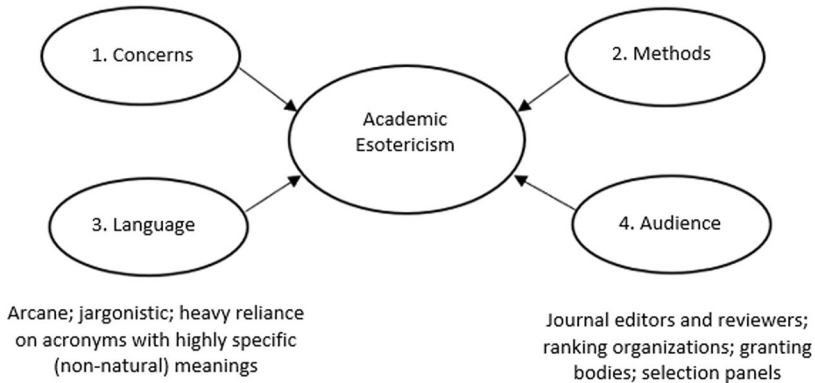 1. Concerns
2. Methods
Academic
Esotericism
3. Language
4. Audience
Arcane; jargonistic; heavy reliance
on acronyms with highly specific
(non-natural) meanings
Journal editors and reviewers;
ranking organizations; granting
bodies; selection panels